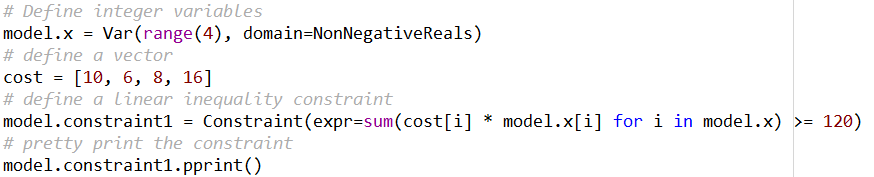 # Define integer variables
model.x = Var(range(4), domain=NonNegativeReals)
# define a vector
cost = [10, 6, 8, 16]
# define a linear inequality constraint
model.constraint1 = Constraint(expr=sum(cost[i] * model.x[i] for i in model.x) >= 120)
# pretty print the constraint
model.constraint1.pprint()